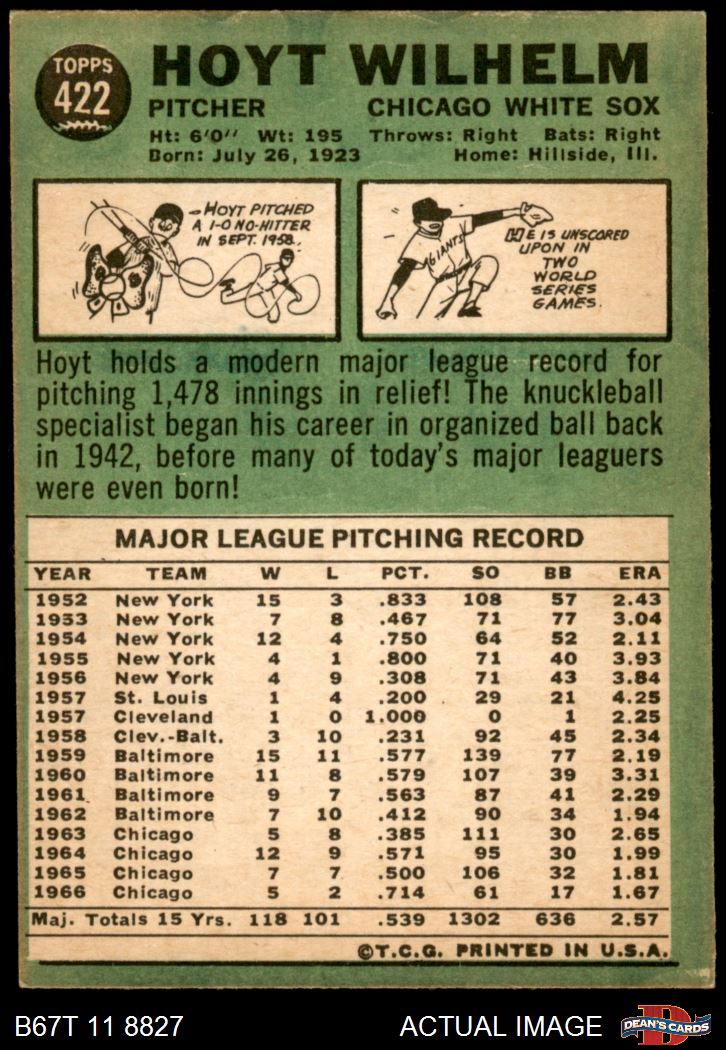 TOPPS
422
HOYT WILHELM
PITCHER CHICAGO WHITE SOX
Ht: 6'0" Wt: 195 Throws: Right Bats: Right
Born: July 26, 1923 Home: Hillside, Ill.
-HOYT PITCHED
A 1-0 NO-HITTER
IN SEPT. 1958.
GIANTS
HE IS UNSCORED
UPON IN
TWO
WORLD
SERIES
GAMES.
Hoyt holds a modern major league record for
pitching 1,478 innings in relief! The knuckleball
specialist began his career in organized ball back
in 1942, before many of today's major leaguers
were even born!
MAJOR LEAGUE PITCHING RECORD
YEAR TEAM W L PCT. SO BB ERA
1952 New York 15 3 .833 108 57 2.43
1953 New York 7 8 .467 71 77 3.04
1954 New York 12 4 .750 64 52 2.11
1955 New York 4 1 .800 71 40 3.93
1956 New York 4 9 .308 71 43 3.84
1957 St. Louis 1 4 .200 29 21 4.25
1957 Cleveland 1 0 1.000 0 1 2.25
1958 Clev.-Balt. 3 10 .231 92 45 2.34
1959 Baltimore 15 11 .577 139 77 2.19
1960 Baltimore 11 8 .579 107 39 3.31
1961 Baltimore 9 7 .563 87 41 2.29
1962 Baltimore 7 10 .412 90 34 1.94
1963 Chicago 5 8 .385 111 30 2.65
1964 Chicago 12 9 .571 95 30 1.99
1965 Chicago 7 7 .500 106 32 1.81
1966 Chicago 5 2 .714 61 17 1.67
Maj. Totals 15 Yrs. 118 101 .539 1302 636 2.57
©T.C.G. PRINTED IN U.S.A.
B67T 11 8827 ACTUAL IMAGE
D
DEAN'S CARDS